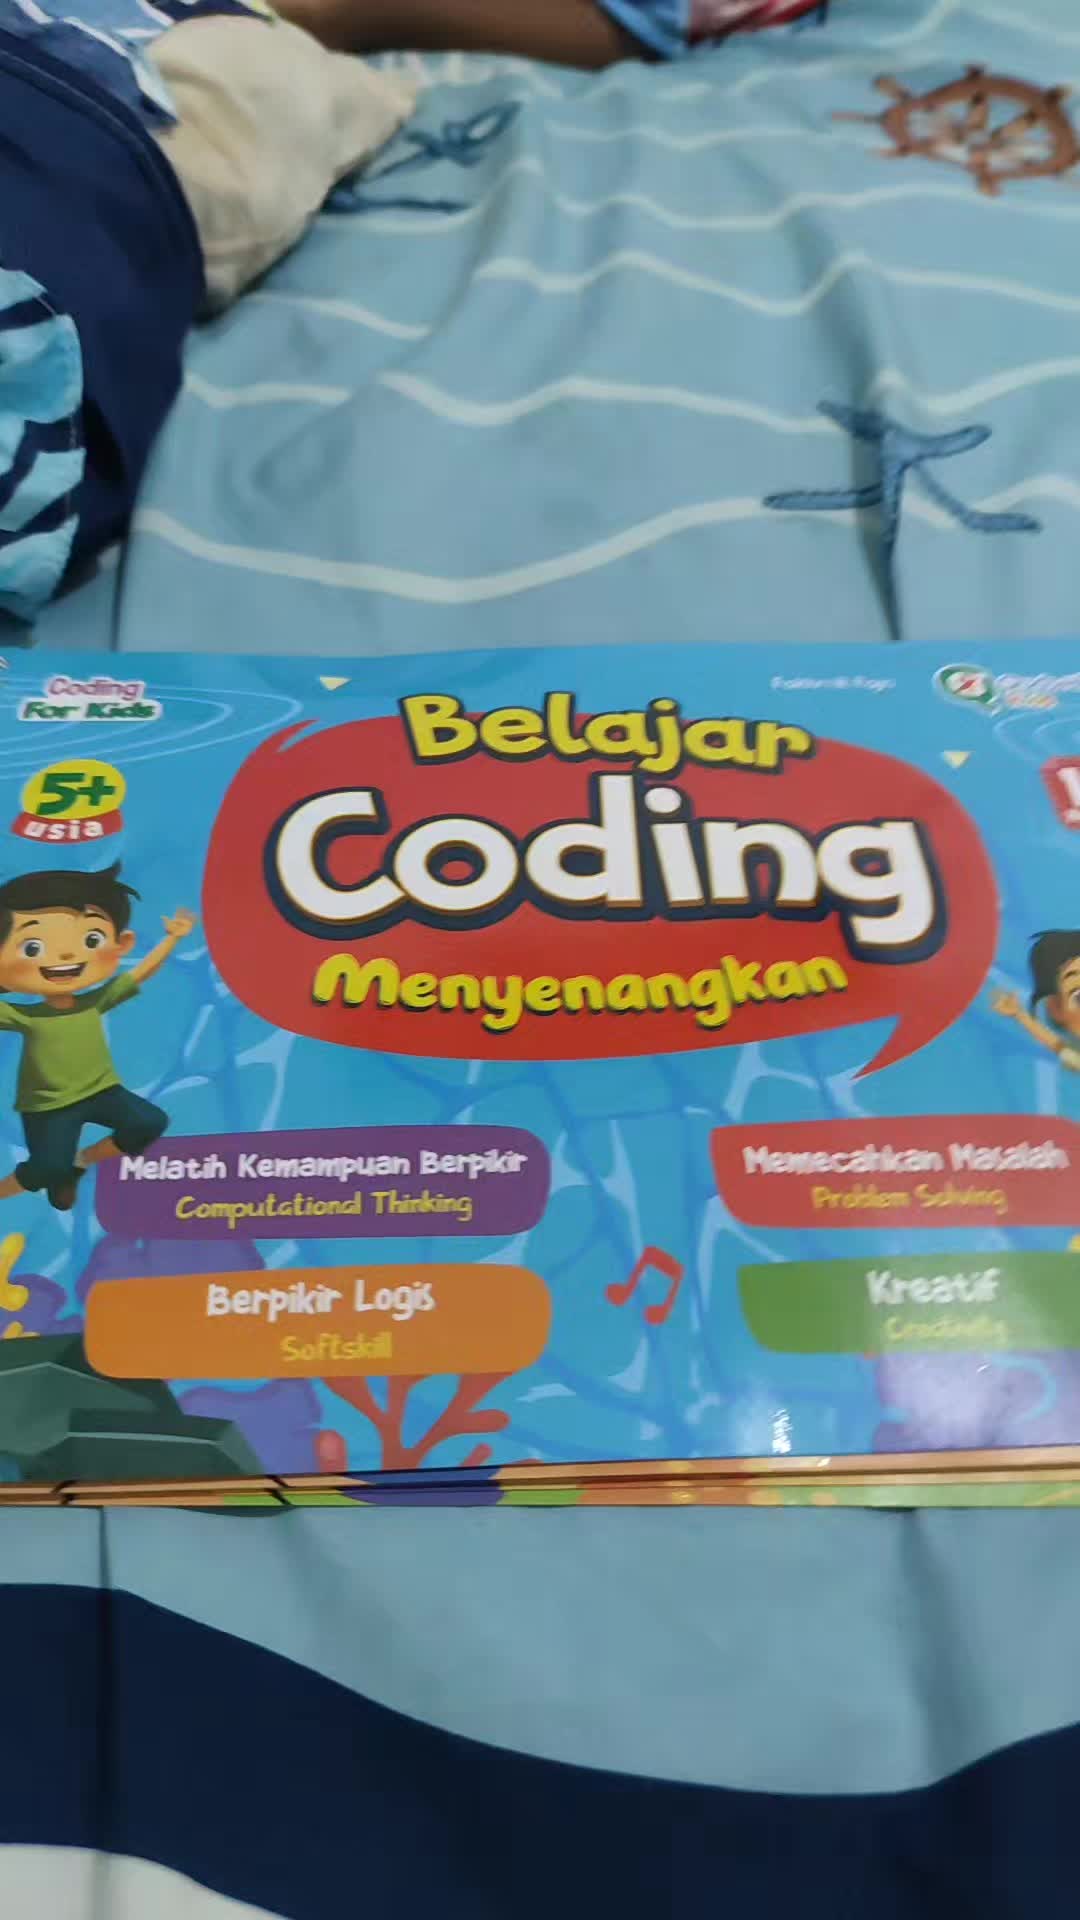 Coding
For Kids
5+
usia
Belajar
Coding
Menyenangkan
Melatih Kemampuan Berpikir
Computational Thinking
Memecahkan Masalah
Problem Solving
Berpikir Logis
Softskill
Kreatif
Creativity